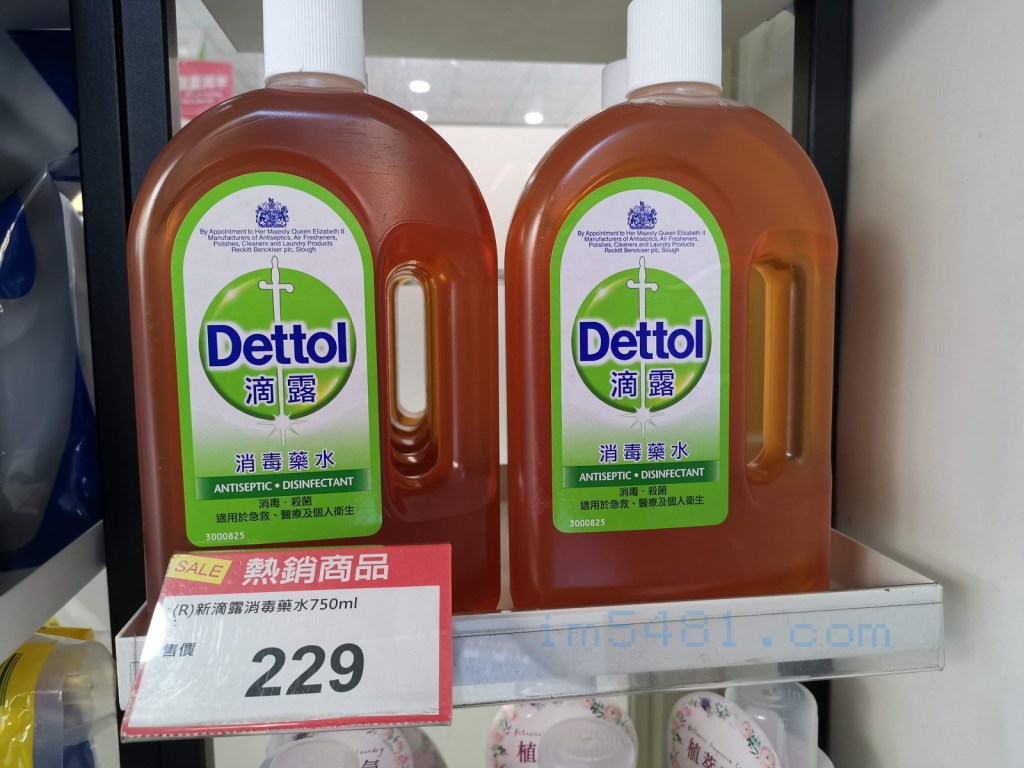 By Appointment to Her Majesty Queen Elizabeth II
Manufacturers of Antiseptics, Air Fresheners,
Polishes, Cleaners and Laundry Products
Reckitt Benckiser plc, Slough
Dettol
滴露
消毒藥水
ANTISEPTIC • DISINFECTANT
消毒．殺菌
適用於急救、醫療及個人衛生
3000825
By Appointment to Her Majesty Queen Elizabeth II
Manufacturers of Antiseptics, Air Fresheners,
Polishes, Cleaners and Laundry Products
Reckitt Benckiser plc, Slough
Dettol
滴露
消毒藥水
ANTISEPTIC • DISINFECTANT
消毒．殺菌
適用於急救、醫療及個人衛生
3000825
SALE 熱銷商品
(R)新滴露消毒藥水750ml
售價
229
im5481.com
植
植萃